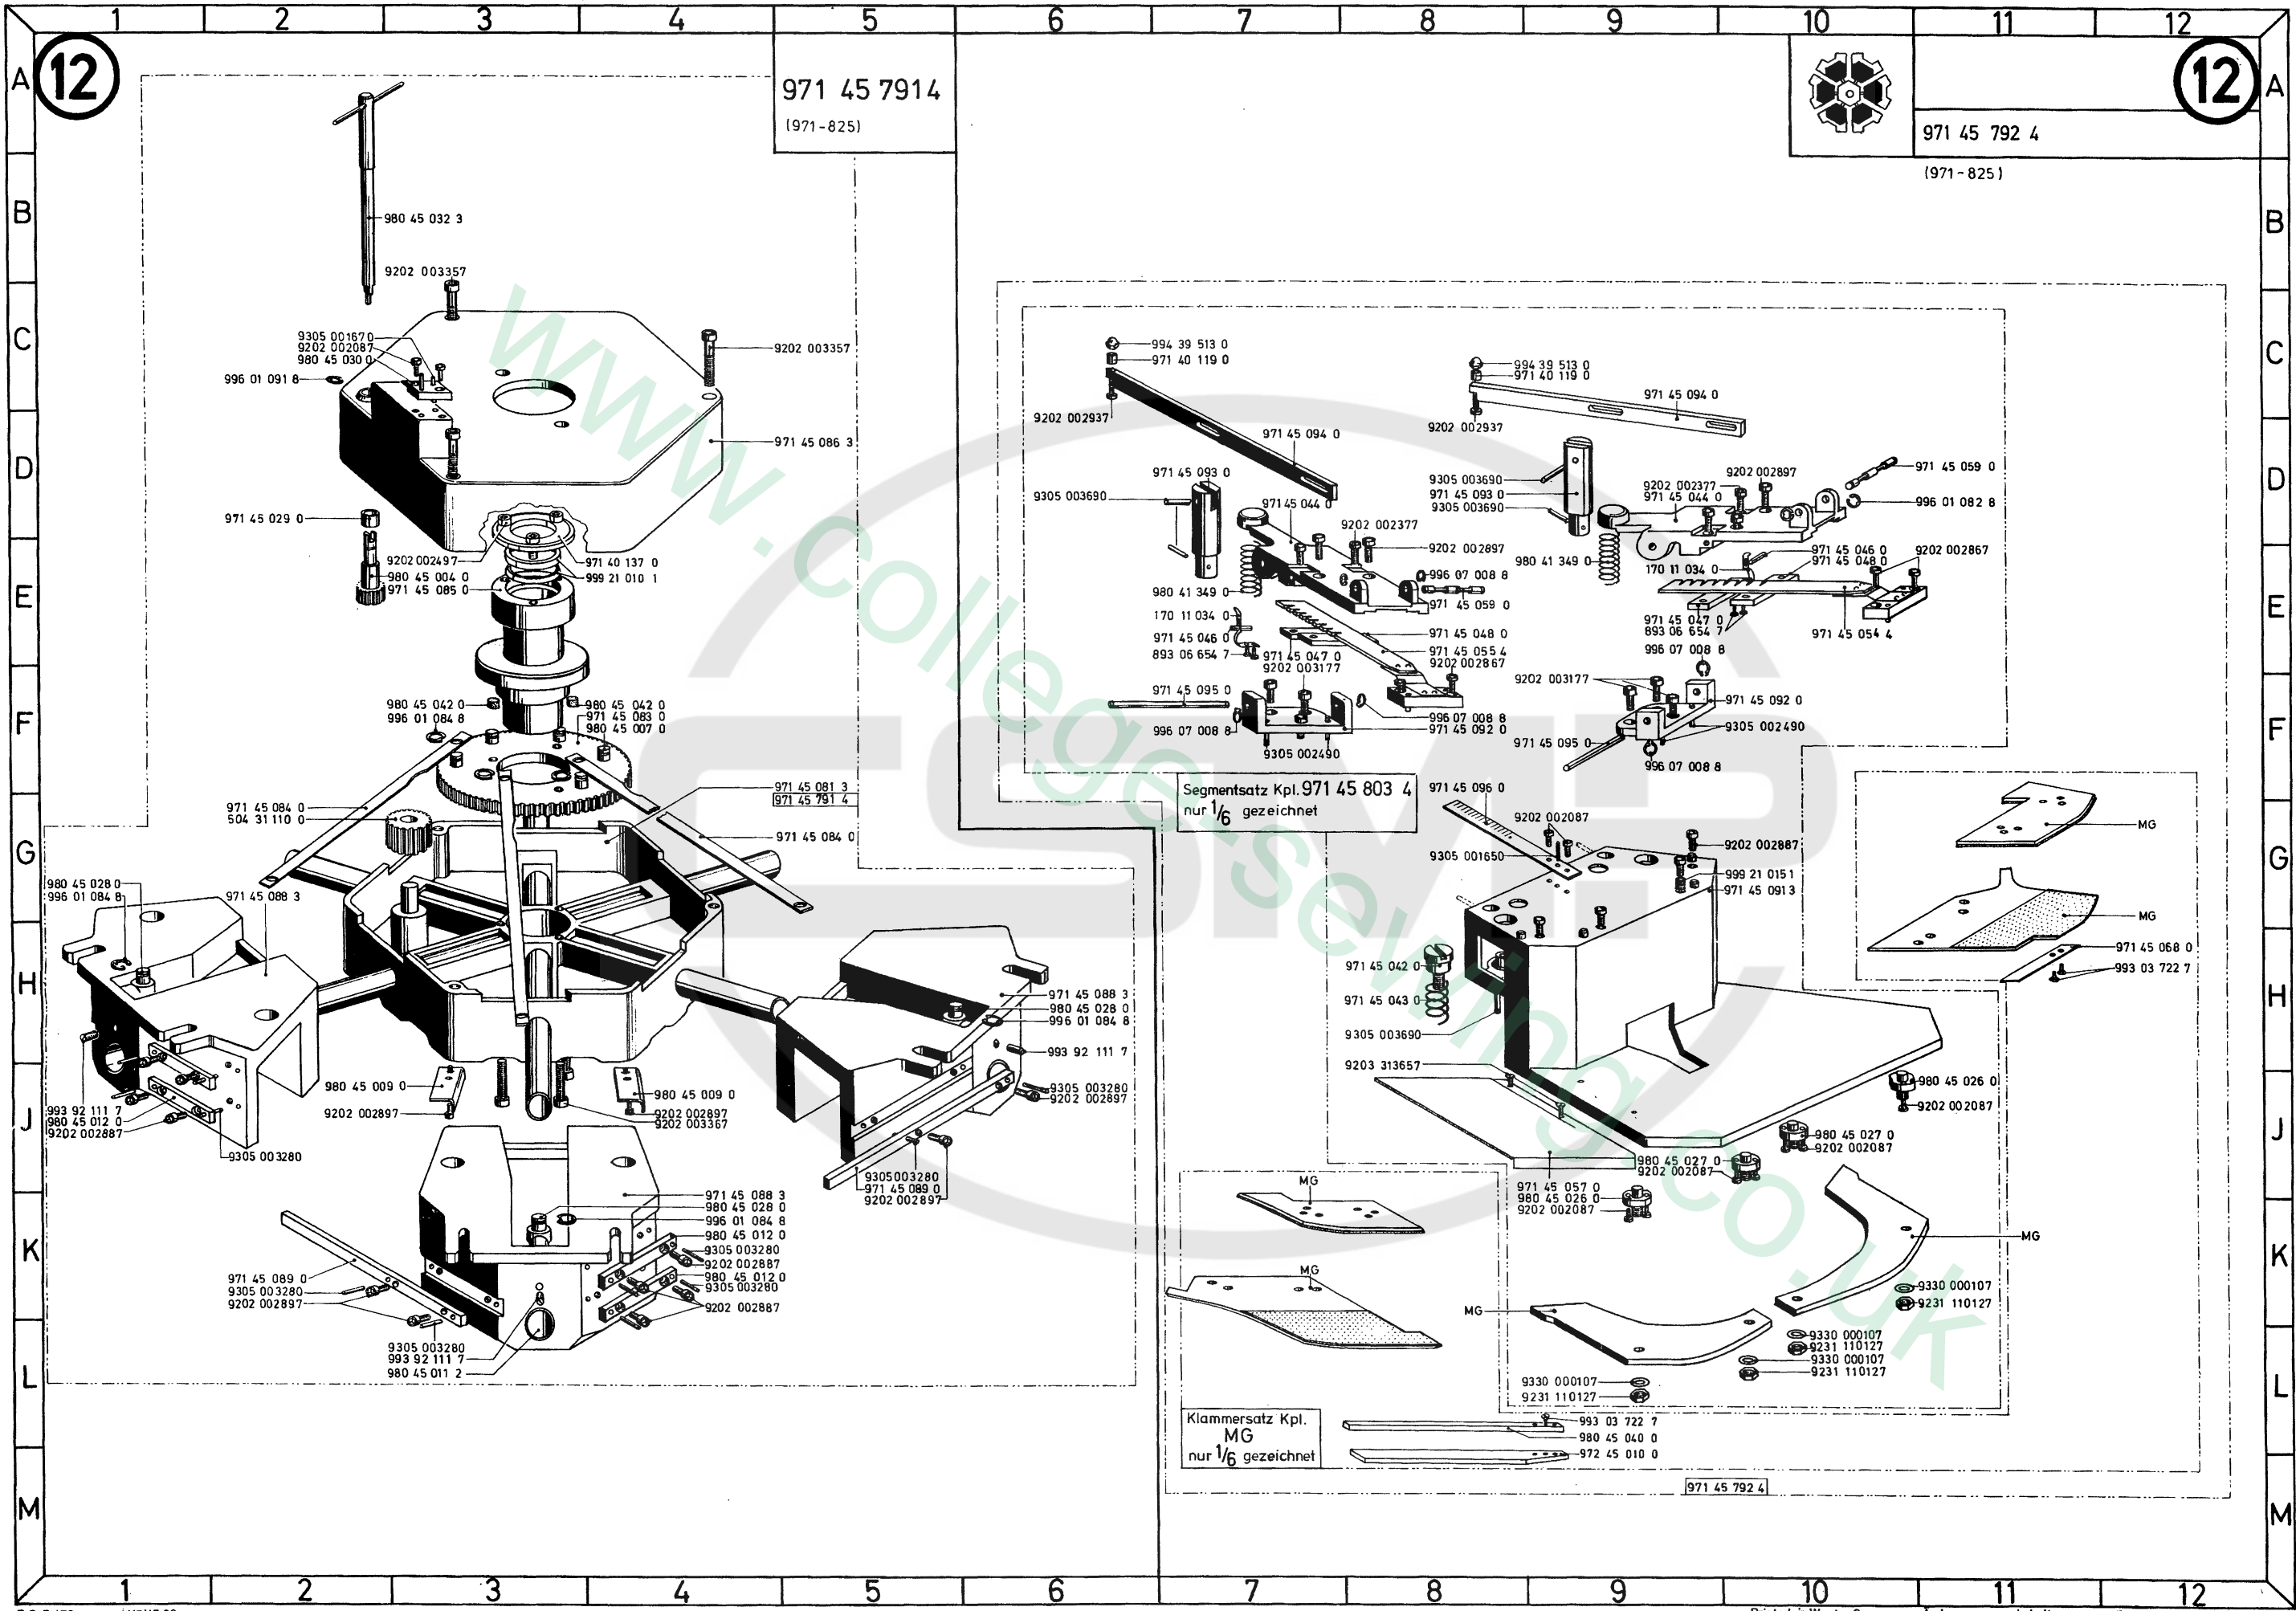 1 2 3 4 5 6 7 8 9 10 11 12
A
12
971 45 7914
(971-825)
12
A
971 45 792 4
(971-825)
B
980 45 032 3
9202 003357
B
C
9305 001670
9202 002087
980 45 030 0
996 01 091 8
9202 003357
971 45 086 3
D
971 45 029 0
9202 002497
980 45 004 0
971 45 085 0
971 40 137 0
999 21 010 1
E
980 45 042 0
996 01 084 8
980 45 042 0
971 45 083 0
980 45 007 0
F
971 45 084 0
504 31 110 0
971 45 081 3
971 45 791 4
971 45 084 0
G
980 45 028 0
996 01 084 8
971 45 088 3
H
971 45 088 3
980 45 028 0
996 01 084 8
993 92 111 7
9305 003280
9202 002897
980 45 009 0
9202 002897
980 45 009 0
9202 002897
9202 003367
J
993 92 111 7
980 45 012 0
9202 002887
9305 003280
9305003280
971 45 089 0
9202 002897
971 45 088 3
980 45 028 0
996 01 084 8
980 45 012 0
9305 003280
9202 002887
980 45 012 0
9305 003280
9202 002887
K
971 45 089 0
9305 003280
9202 002897
9305 003280
993 92 111 7
980 45 011 2
L
M
994 39 513 0
971 40 119 0
9202 002937
971 45 094 0
C
994 39 513 0
971 40 119 0
971 45 094 0
9202 002937
971 45 093 0
9305 003690
971 45 044 0
9202 002377
9202 002897
996 07 008 8
971 45 059 0
980 41 349 0
170 11 034 0
971 45 046 0
893 06 654 7
971 45 047 0
9202 003177
971 45 048 0
971 45 055 4
9202 002867
971 45 095 0
996 07 008 8
996 07 008 8
971 45 092 0
9305 002490
9305 003690
971 45 093 0
9305 003690
9202 002897
9202 002377
971 45 044 0
971 45 059 0
996 01 082 8
D
980 41 349 0
170 11 034 0
971 45 046 0
971 45 048 0
9202 002867
971 45 047 0
893 06 654 7
971 45 054 4
996 07 008 8
E
9202 003177
971 45 092 0
9305 002490
971 45 095 0
996 07 008 8
F
Segmentsatz Kpl. 971 45 803 4
nur 1/6 gezeichnet
971 45 096 0
9202 002087
9305 001650
9202 002887
999 21 0151
971 45 0913
MG
G
MG
971 45 068 0
993 03 722 7
971 45 042 0
971 45 043 0
9305 003690
H
9203 313657
980 45 026 0
9202 002087
980 45 027 0
9202 002087
980 45 027 0
9202 002087
J
971 45 057 0
980 45 026 0
9202 002087
MG
MG
MG
MG
K
9330 000107
9231 110127
9330 000107
9231 110127
9330 000107
9231 110127
9330 000107
9231 110127
L
Klammersatz Kpl.
MG
nur 1/6 gezeichnet
993 03 722 7
980 45 040 0
972 45 010 0
971 45 792 4
M
1 2 3 4 5 6 7 8 9 10 11 12
CSMP
www.college-sewing.co.uk